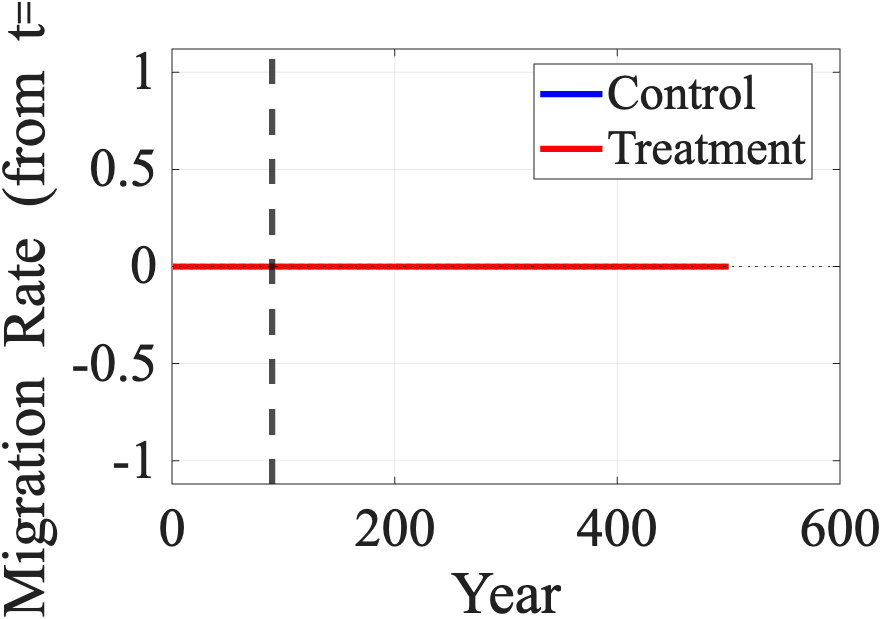 Migration Rate (from t=
1
0.5
0
-0.5
-1
Control
Treatment
0 200 400 600
Year